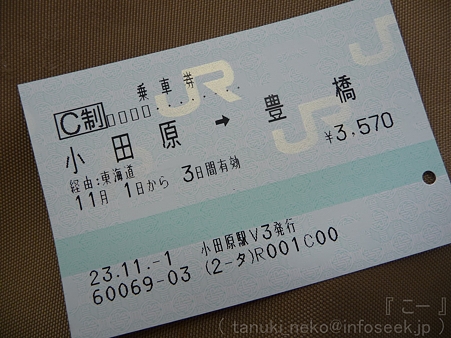 乗車券
C制 □□□□
小田原 → 豊橋
経由:東海道 ¥3,570
11月 1日から 3日間有効
23.11.-1 小田原駅V3発行
60069-03 (2-タ)R001C00
『 こー 』
( tanuki_neko@infoseek.jp )